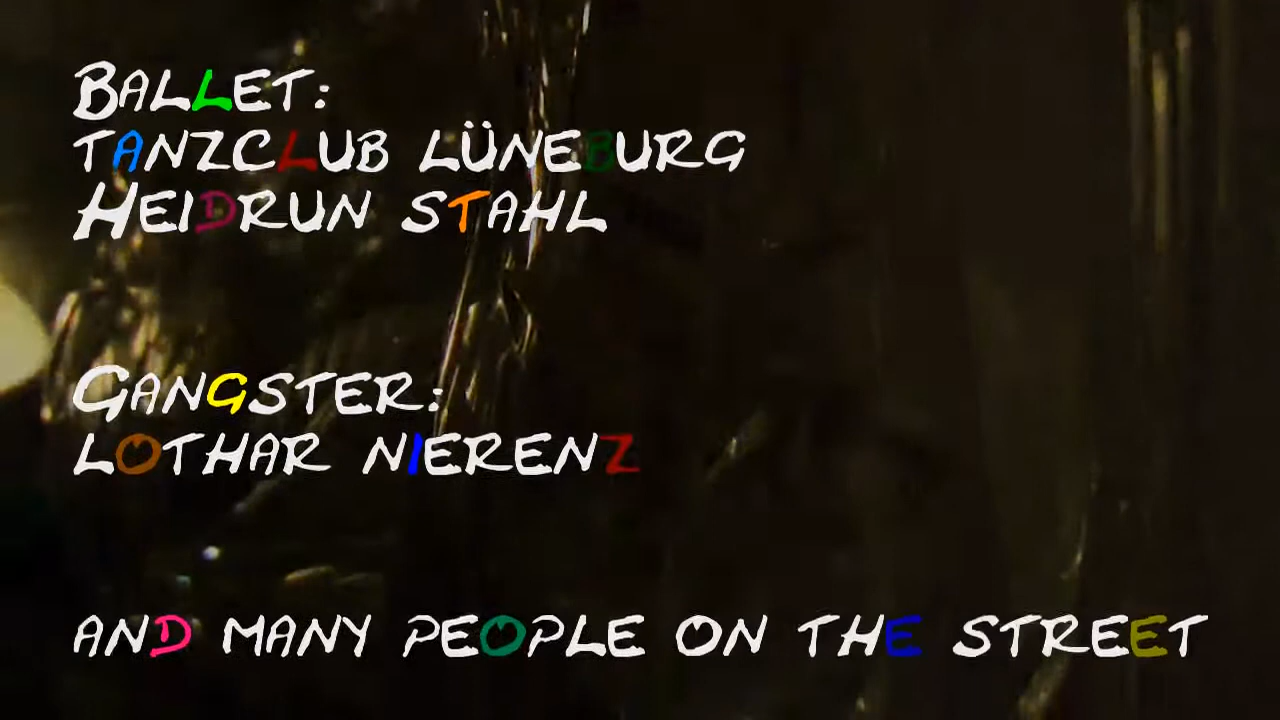 BALLET:
TANZCLUB LÜNEBURG
HEIDRUN STAHL
GANGSTER:
LOTHAR NIERENZ
AND MANY PEOPLE ON THE STREET